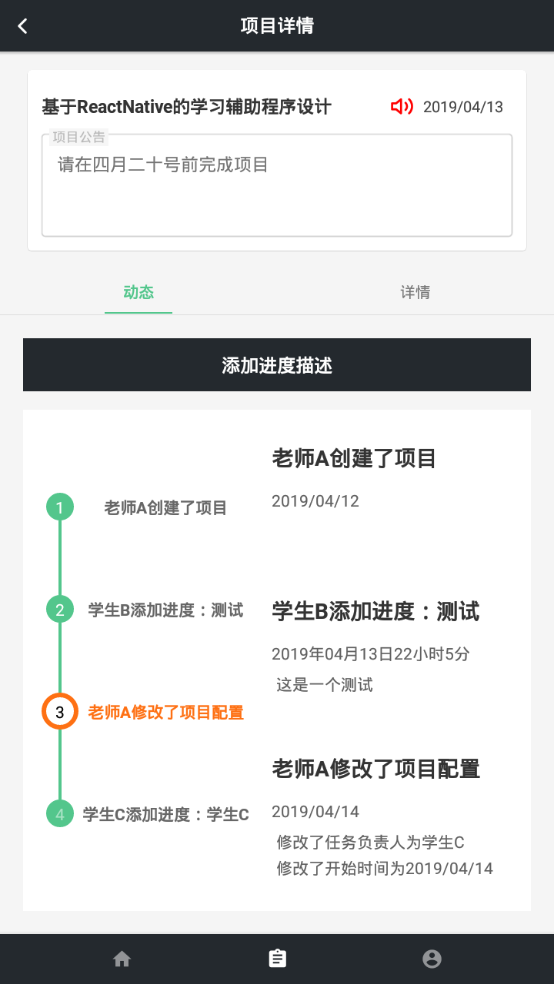 项目详情
基于ReactNative的学习辅助程序设计
2019/04/13
项目公告
请在四月二十号前完成项目
动态
详情
添加进度描述
1
老师A创建了项目
2
学生B添加进度：测试
3
老师A修改了项目配置
4
学生C添加进度：学生C
老师A创建了项目
2019/04/12
学生B添加进度：测试
2019年04月13日22小时5分
这是一个测试
老师A修改了项目配置
2019/04/14
修改了任务负责人为学生C
修改了开始时间为2019/04/14